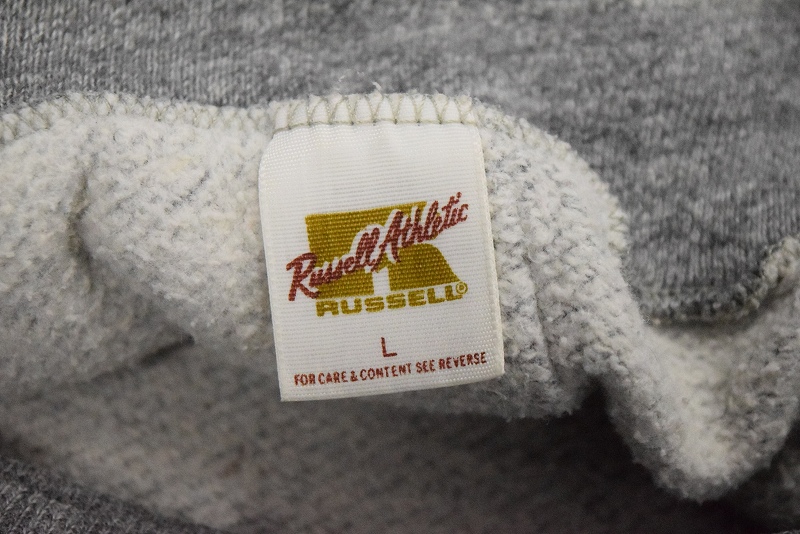 Russell Athletic
RUSSELL®
L
FOR CARE & CONTENT SEE REVERSE